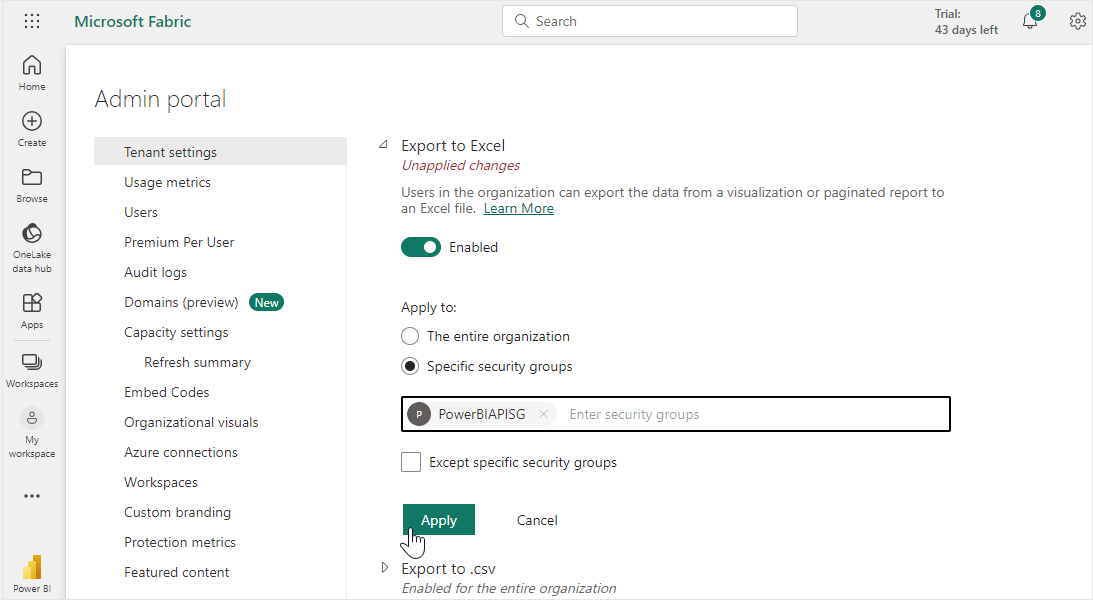 Microsoft Fabric
Search
Trial:
43 days left
8
Home
Create
Browse
OneLake
data hub
Apps
Workspaces
My
workspace
Power BI
Admin portal
Tenant settings
Usage metrics
Users
Premium Per User
Audit logs
Domains (preview) New
Capacity settings
Refresh summary
Embed Codes
Organizational visuals
Azure connections
Workspaces
Custom branding
Protection metrics
Featured content
Export to Excel
Unapplied changes
Users in the organization can export the data from a visualization or paginated report to
an Excel file. Learn More
Enabled
Apply to:
The entire organization
Specific security groups
P PowerBIAPISG Enter security groups
Except specific security groups
Apply Cancel
Export to .csv
Enabled for the entire organization